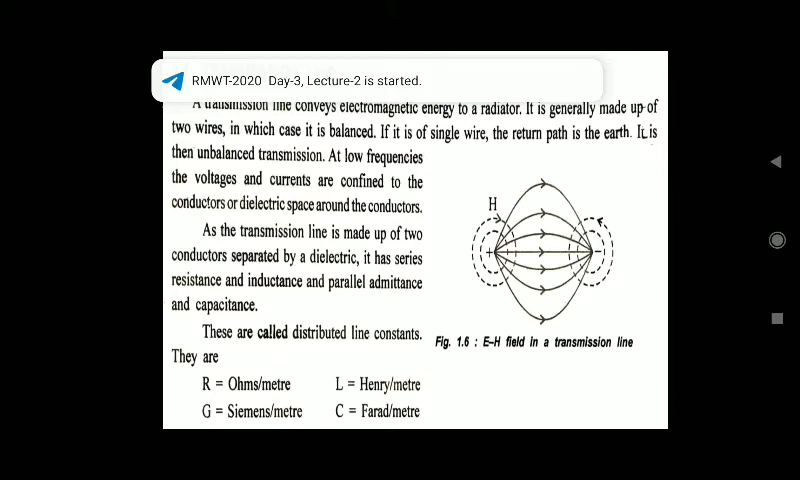 RMWT-2020 Day-3, Lecture-2 is started.
A transmission line conveys electromagnetic energy to a radiator. It is generally made up of
two wires, in which case it is balanced. If it is of single wire, the return path is the earth. It is
then unbalanced transmission. At low frequencies
the voltages and currents are confined to the
conductors or dielectric space around the conductors.
As the transmission line is made up of two
conductors separated by a dielectric, it has series
resistance and inductance and parallel admittance
and capacitance.
These are called distributed line constants.
They are
R = Ohms/metre L = Henry/metre
G = Siemens/metre C = Farad/metre
H
+ −
Fig. 1.6 : E–H field in a transmission line